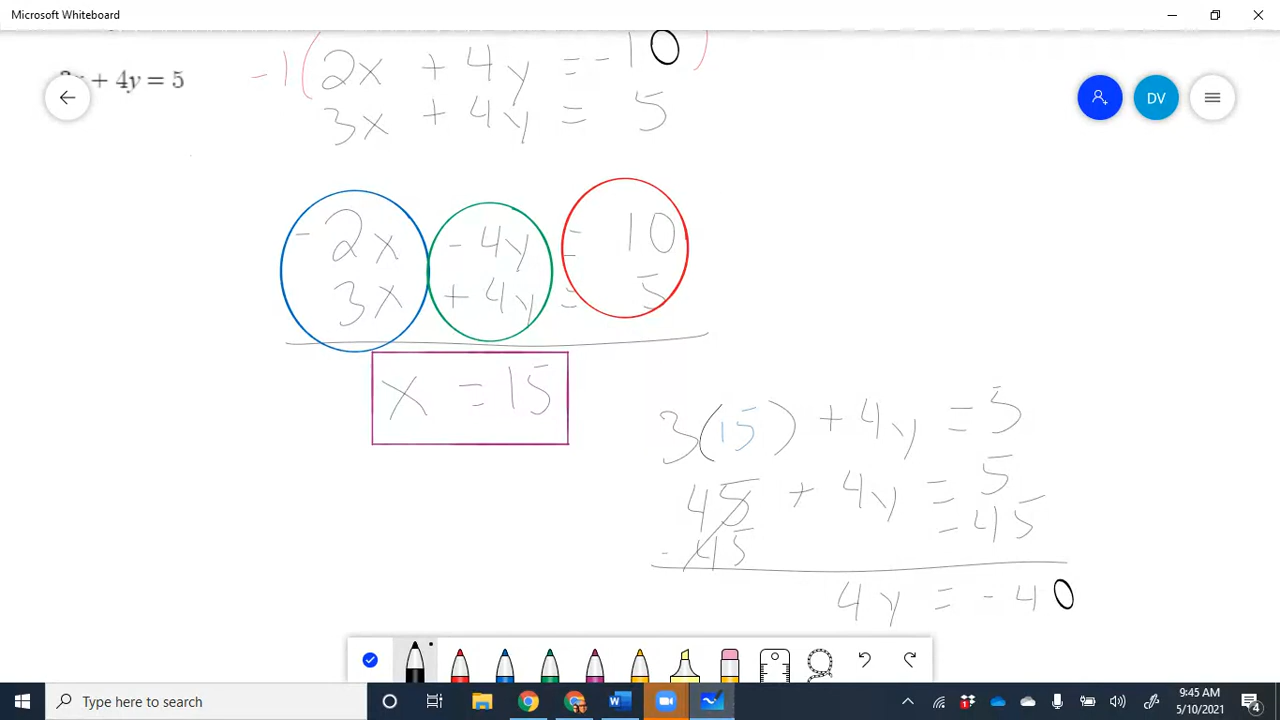 Microsoft Whiteboard
-1(2x + 4y = -10)
+ 4y = 5
3x + 4y = 5
DV
-2x - 4y = 10
3x + 4y = 5
x = 15
3(15) + 4y = 5
45 + 4y = 5
-45 -45
4y = -40
Type here to search
9:45 AM
5/10/2021
4